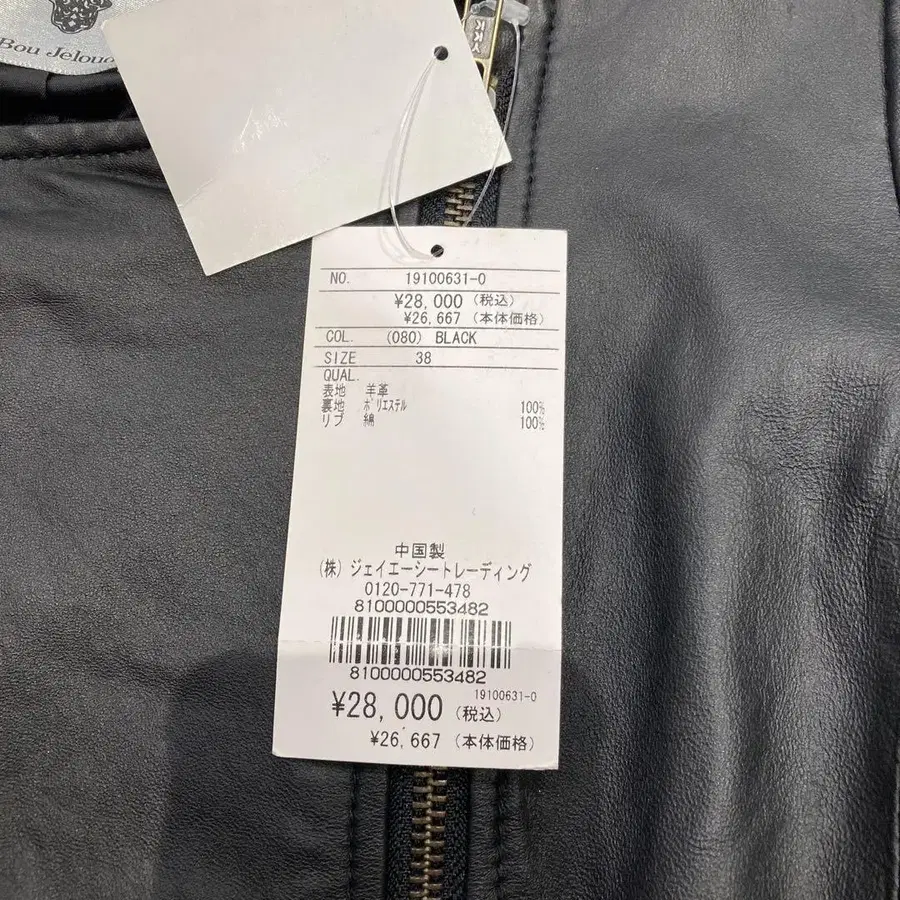 Bou Jeloud
YKK
NO. 19100631-0
¥28,000 (税込)
¥26,667 (本体価格)
COL. (080) BLACK
SIZE 38
QUAL.
表地 羊革
裏地 ﾎﾟﾘｴｽﾃﾙ 100%
リブ 綿 100%
中国製
(株)ジェイエーシートレーディング
0120-771-478
8100000553482
8100000553482
19100631-0
¥28,000 (税込)
¥26,667 (本体価格)